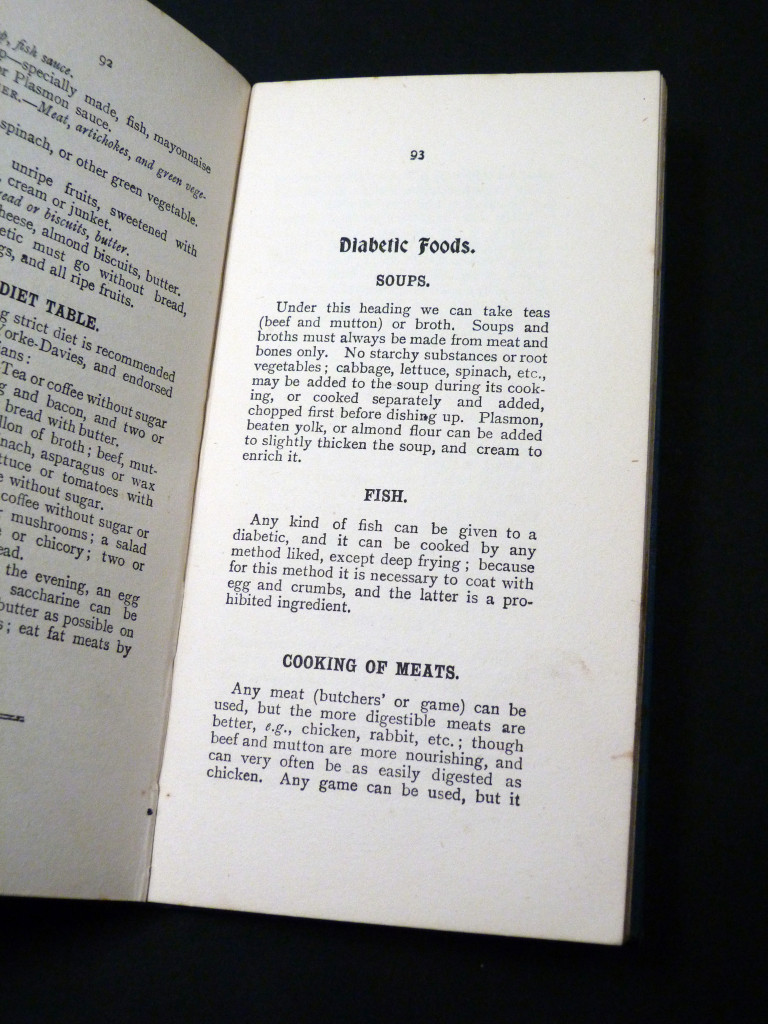 92
fish sauce.
—specially made, fish, mayonnaise
or Plasmon sauce.
—Meat, artichokes, and green vege-
spinach, or other green vegetable.
unripe fruits, sweetened with
cream or junket.
bread or biscuits, butter.
cheese, almond biscuits, butter.
must go without bread,
and all ripe fruits.
DIET TABLE.
strict diet is recommended
Yorke-Davies, and endorsed
Tea or coffee without sugar
and bacon, and two or
bread with butter.
of broth; beef, mut-
asparagus or wax
or tomatoes with
without sugar.
coffee without sugar or
mushrooms; a salad
or chicory; two or
the evening, an egg
saccharine can be
butter as possible on
eat fat meats by
93
Diabetic Foods.
SOUPS.
Under this heading we can take teas
(beef and mutton) or broth. Soups and
broths must always be made from meat and
bones only. No starchy substances or root
vegetables; cabbage, lettuce, spinach, etc.,
may be added to the soup during its cook-
ing, or cooked separately and added,
chopped first before dishing up. Plasmon,
beaten yolk, or almond flour can be added
to slightly thicken the soup, and cream to
enrich it.
FISH.
Any kind of fish can be given to a
diabetic, and it can be cooked by any
method liked, except deep frying; because
for this method it is necessary to coat with
egg and crumbs, and the latter is a pro-
hibited ingredient.
COOKING OF MEATS.
Any meat (butchers' or game) can be
used, but the more digestible meats are
better, e.g., chicken, rabbit, etc.; though
beef and mutton are more nourishing, and
can very often be as easily digested as
chicken. Any game can be used, but it